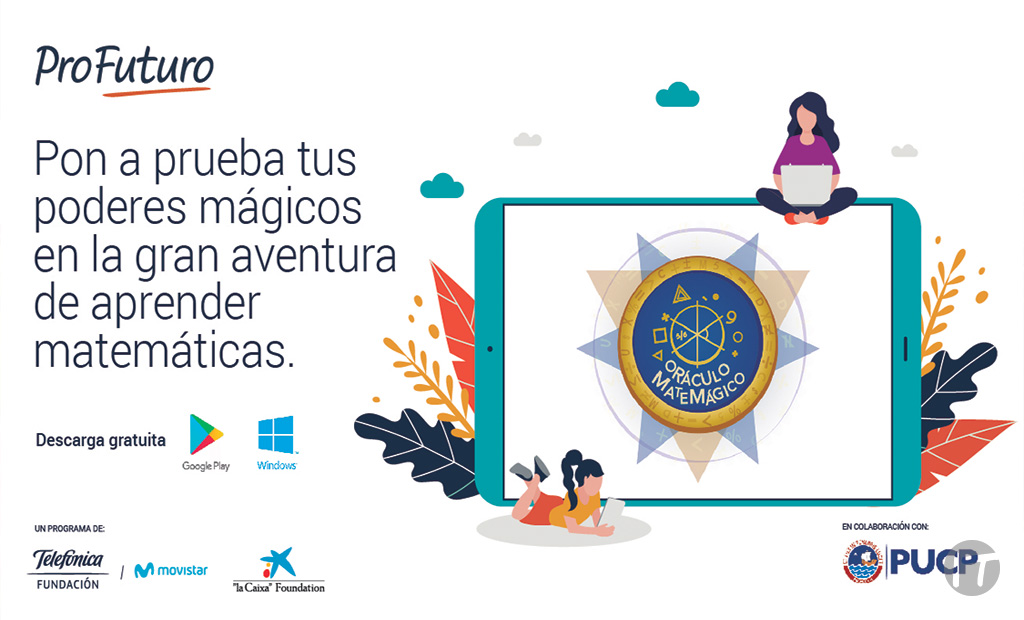 ProFuturo
Pon a prueba tus
poderes mágicos
en la gran aventura
de aprender
matemáticas.
Descarga gratuita
Google Play
Windows
ORÁCULO
MATEMÁGICO
UN PROGRAMA DE:
Telefónica
FUNDACIÓN
movistar
"la Caixa" Foundation
EN COLABORACIÓN CON:
PUCP